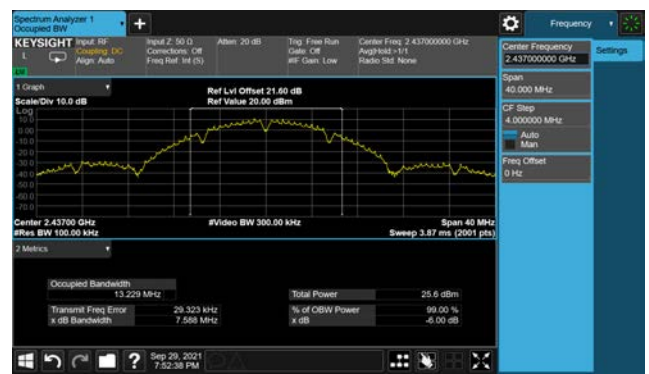 Spectrum Analyzer 1
Occupied BW
+
Frequency
KEYSIGHT
Input: RF
Coupling: DC
Align: Auto
Input Z: 50 Ω
Corrections: Off
Freq Ref: Int (S)
Atten: 20 dB
Trig: Free Run
Gate: Off
#IF Gain: Low
Center Freq: 2.437000000 GHz
Avg|Hold:>1/1
Radio Std: None
L
Center Frequency
2.437000000 GHz
Settings
Span
40.000 MHz
CF Step
4.000000 MHz
Auto
Man
Freq Offset
0 Hz
1 Graph
Scale/Div 10.0 dB
Ref Lvl Offset 21.60 dB
Ref Value 20.00 dBm
Log
10.0
0.00
-10.0
-20.0
-30.0
-40.0
-50.0
-60.0
-70.0
Center 2.43700 GHz
#Video BW 300.00 kHz
Span 40 MHz
#Res BW 100.00 kHz
Sweep 3.87 ms (2001 pts)
2 Metrics
Occupied Bandwidth
13.229 MHz
Total Power 25.6 dBm
Transmit Freq Error 29.323 kHz
% of OBW Power 99.00 %
x dB Bandwidth 7.588 MHz
x dB -6.00 dB
?
Sep 29, 2021
7:52:38 PM